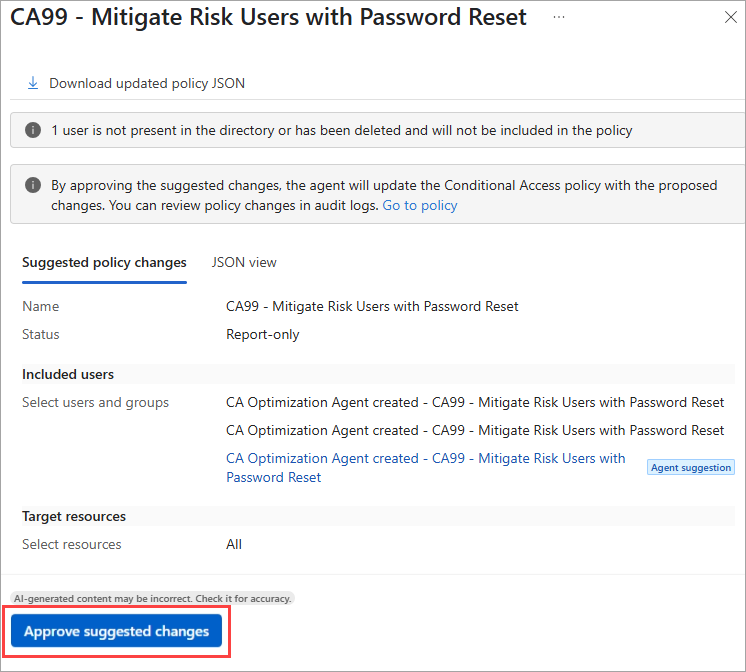 CA99 - Mitigate Risk Users with Password Reset ...
Download updated policy JSON
1 user is not present in the directory or has been deleted and will not be included in the policy
By approving the suggested changes, the agent will update the Conditional Access policy with the proposed
changes. You can review policy changes in audit logs. Go to policy
Suggested policy changes JSON view
Name CA99 - Mitigate Risk Users with Password Reset
Status Report-only
Included users
Select users and groups CA Optimization Agent created - CA99 - Mitigate Risk Users with Password Reset
CA Optimization Agent created - CA99 - Mitigate Risk Users with Password Reset
CA Optimization Agent created - CA99 - Mitigate Risk Users with
Password Reset Agent suggestion
Target resources
Select resources All
AI-generated content may be incorrect. Check it for accuracy.
Approve suggested changes